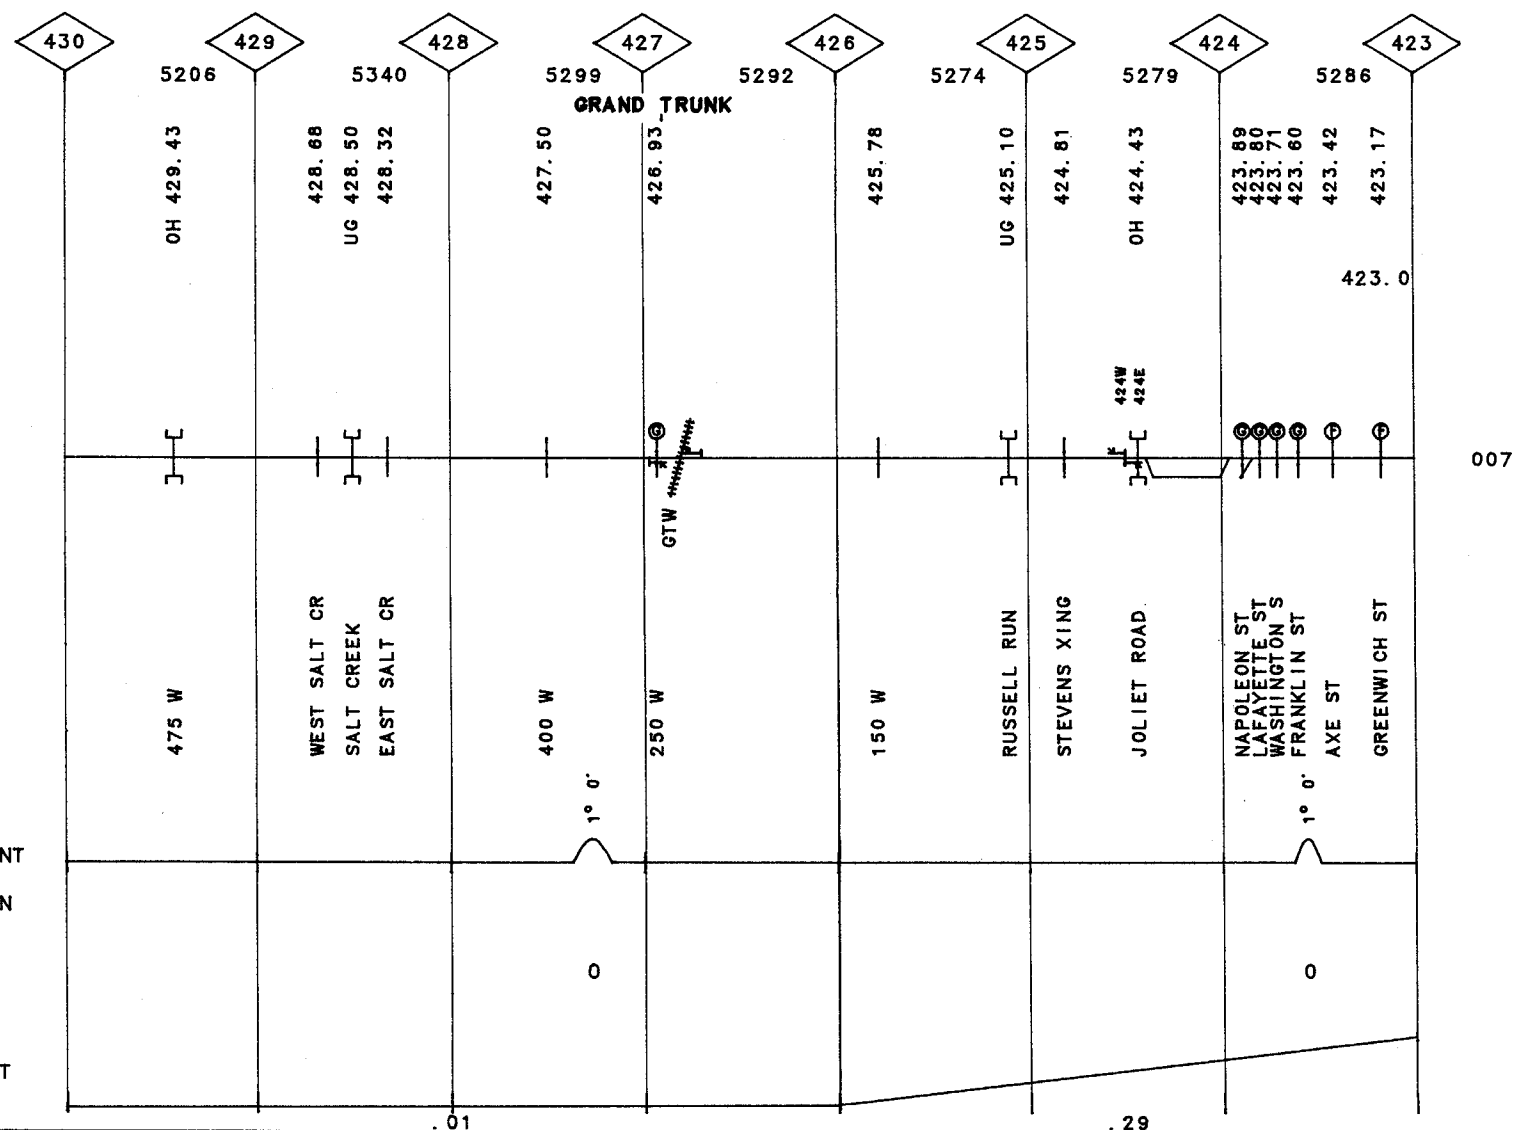 430 429 428 427 426 425 424 423
5206 5340 5299 5292 5274 5279 5286
GRAND TRUNK
OH 429.43
428.68
UG 428.50
428.32
427.50
426.93
425.78
UG 425.10
424.81
OH 424.43
423.89
423.80
423.71
423.60
423.42
423.17
423.0
424W
424E
G
G
G
G
G
F
F
007
GTW
475 W
WEST SALT CR
SALT CREEK
EAST SALT CR
400 W
250 W
150 W
RUSSELL RUN
STEVENS XING
JOLIET ROAD
NAPOLEON ST
LAFAYETTE ST
WASHINGTON S
FRANKLIN ST
AXE ST
GREENWICH ST
1° 0'
1° 0'
NT
N
0
0
T
.01
.29